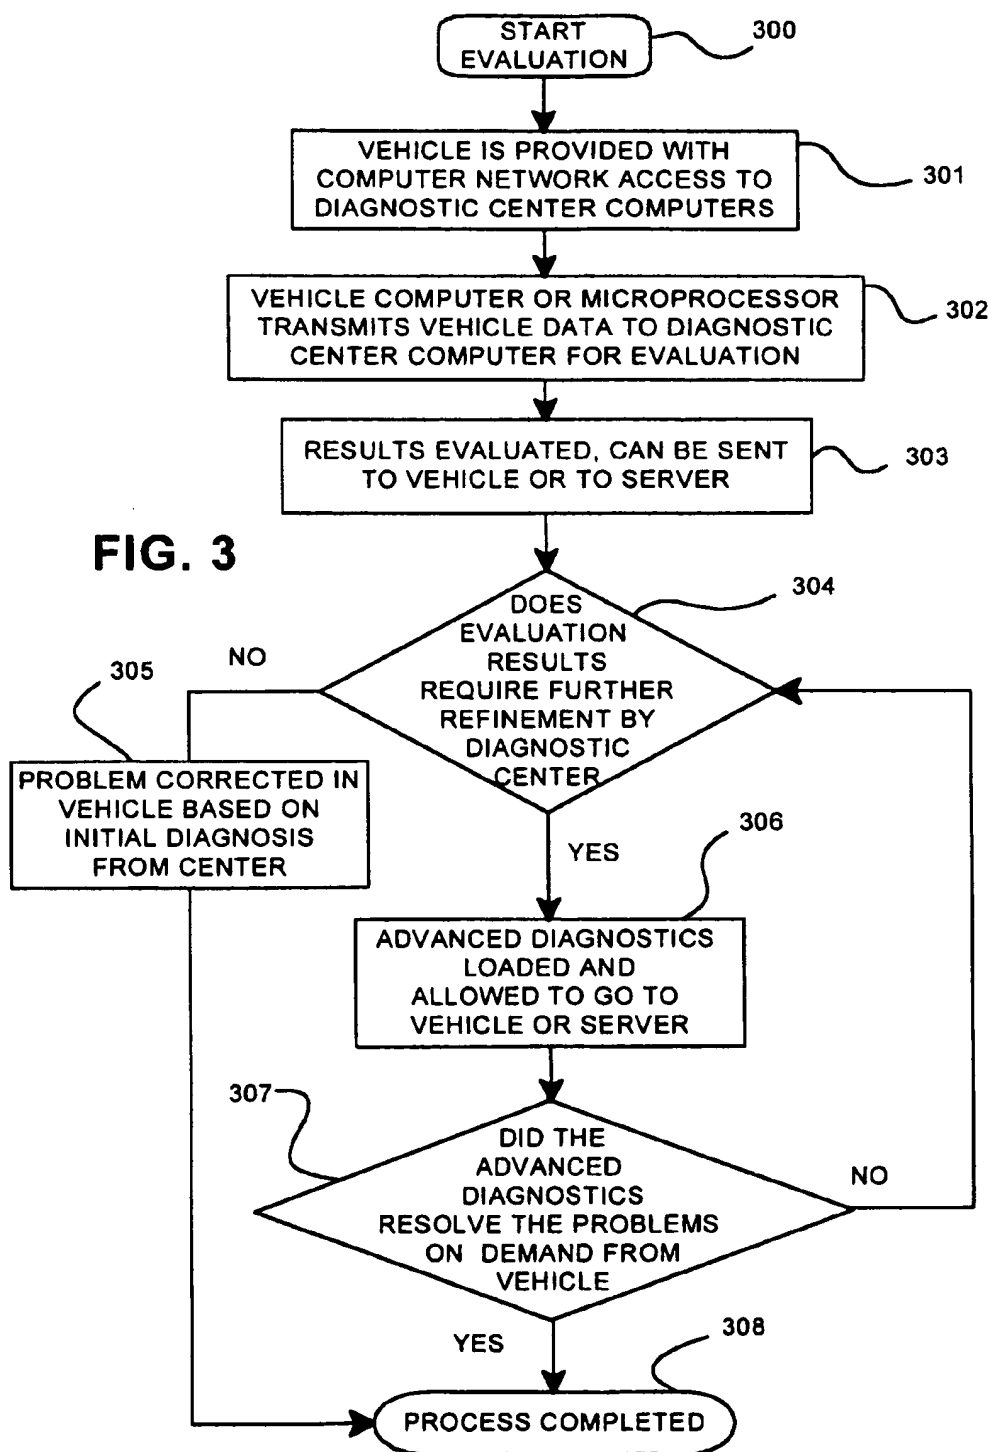 START
EVALUATION
300
VEHICLE IS PROVIDED WITH
COMPUTER NETWORK ACCESS TO
DIAGNOSTIC CENTER COMPUTERS
301
VEHICLE COMPUTER OR MICROPROCESSOR
TRANSMITS VEHICLE DATA TO DIAGNOSTIC
CENTER COMPUTER FOR EVALUATION
302
RESULTS EVALUATED, CAN BE SENT
TO VEHICLE OR TO SERVER
303
FIG. 3
DOES
EVALUATION
RESULTS
REQUIRE FURTHER
REFINEMENT BY
DIAGNOSTIC
CENTER
304
NO
305
PROBLEM CORRECTED IN
VEHICLE BASED ON
INITIAL DIAGNOSIS
FROM CENTER
YES
306
ADVANCED DIAGNOSTICS
LOADED AND
ALLOWED TO GO TO
VEHICLE OR SERVER
307
DID THE
ADVANCED
DIAGNOSTICS
RESOLVE THE PROBLEMS
ON DEMAND FROM
VEHICLE
NO
YES
308
PROCESS COMPLETED